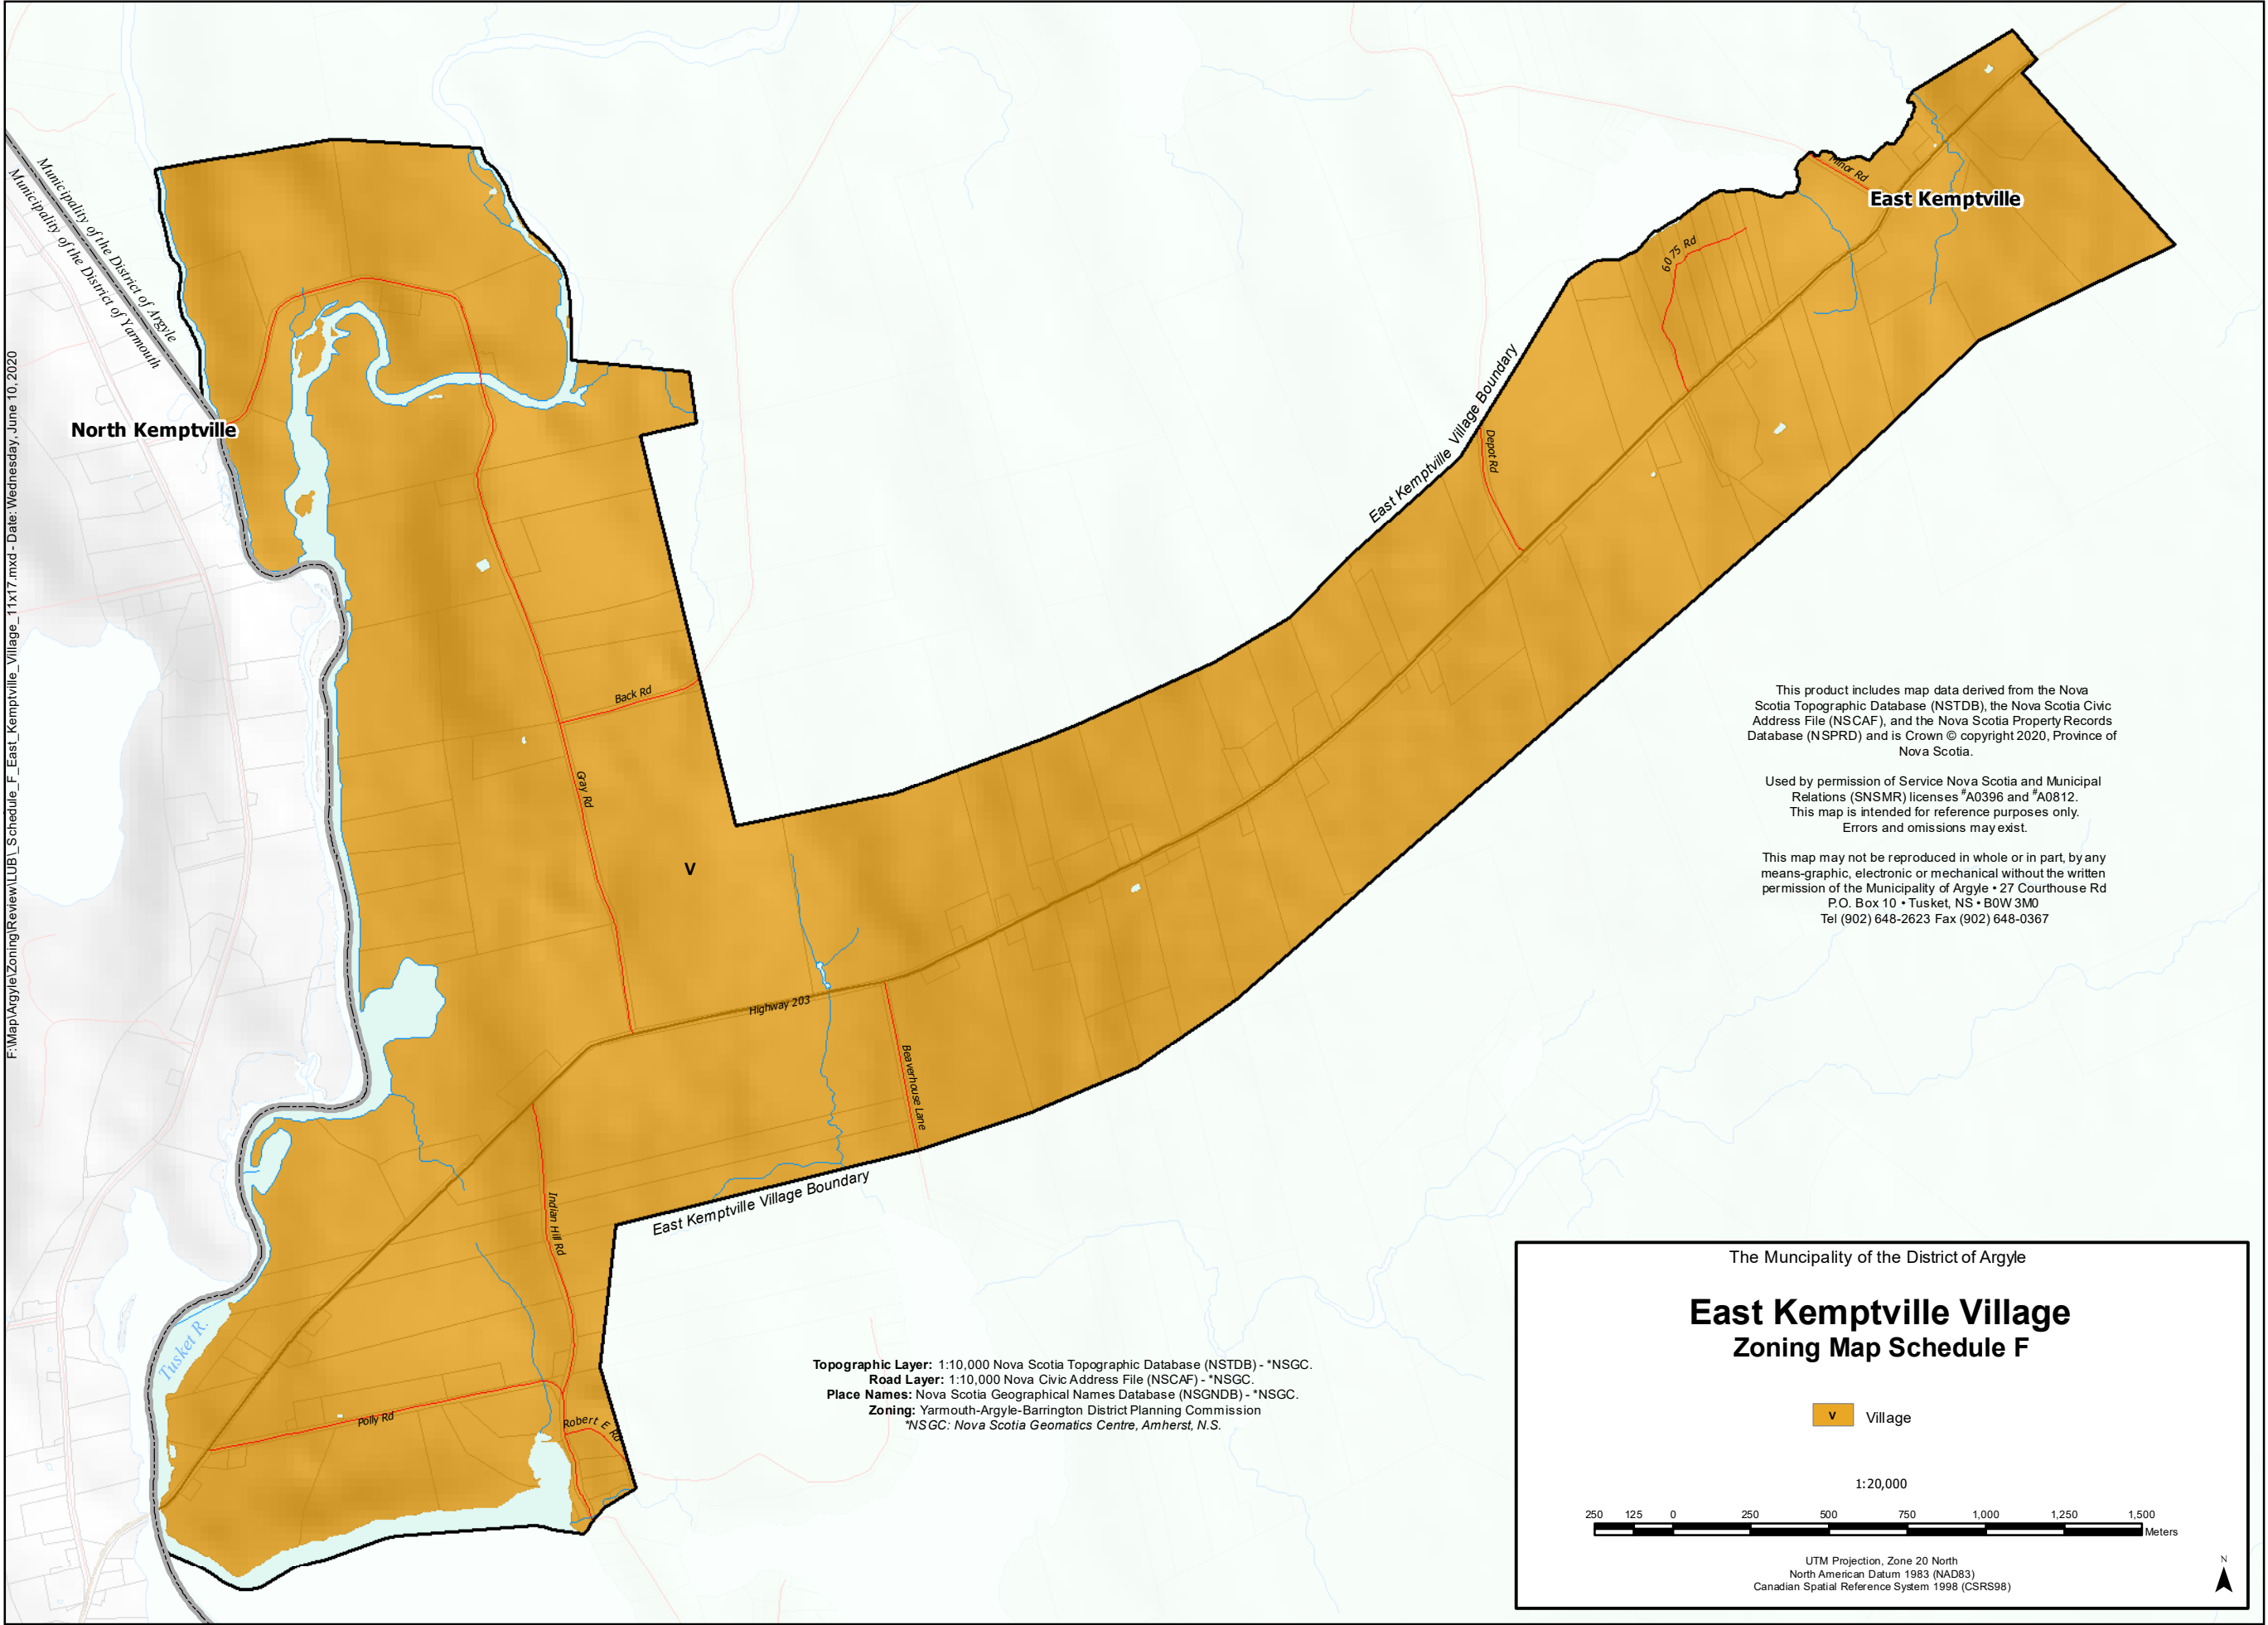 F:\Map\Argyle\Zoning\Review\LUB\_Schedule_F_East_Kemptville_Village_11x17.mxd - Date: Wednesday, June 10, 2020
Municipality of the District of Argyle
Municipality of the District of Yarmouth
North Kemptville
East Kemptville
Minor Rd
60 75 Rd
Depot Rd
East Kemptville Village Boundary
Back Rd
Gray Rd
V
Highway 203
Beaverhouse Lane
East Kemptville Village Boundary
Indian Hill Rd
Tusket R.
Polly Rd
Robert E Rd
This product includes map data derived from the Nova
Scotia Topographic Database (NSTDB), the Nova Scotia Civic
Address File (NSCAF), and the Nova Scotia Property Records
Database (NSPRD) and is Crown © copyright 2020, Province of
Nova Scotia.
Used by permission of Service Nova Scotia and Municipal
Relations (SNSMR) licenses #A0396 and #A0812.
This map is intended for reference purposes only.
Errors and omissions may exist.
This map may not be reproduced in whole or in part, by any
means-graphic, electronic or mechanical without the written
permission of the Municipality of Argyle • 27 Courthouse Rd
P.O. Box 10 • Tusket, NS • B0W 3M0
Tel (902) 648-2623 Fax (902) 648-0367
Topographic Layer: 1:10,000 Nova Scotia Topographic Database (NSTDB) - *NSGC.
Road Layer: 1:10,000 Nova Civic Address File (NSCAF) - *NSGC.
Place Names: Nova Scotia Geographical Names Database (NSGNDB) - *NSGC.
Zoning: Yarmouth-Argyle-Barrington District Planning Commission
*NSGC: Nova Scotia Geomatics Centre, Amherst, N.S.
The Muncipality of the District of Argyle
East Kemptville Village
Zoning Map Schedule F
V Village
1:20,000
250 125 0 250 500 750 1,000 1,250 1,500
Meters
UTM Projection, Zone 20 North
North American Datum 1983 (NAD83)
Canadian Spatial Reference System 1998 (CSRS98)
N